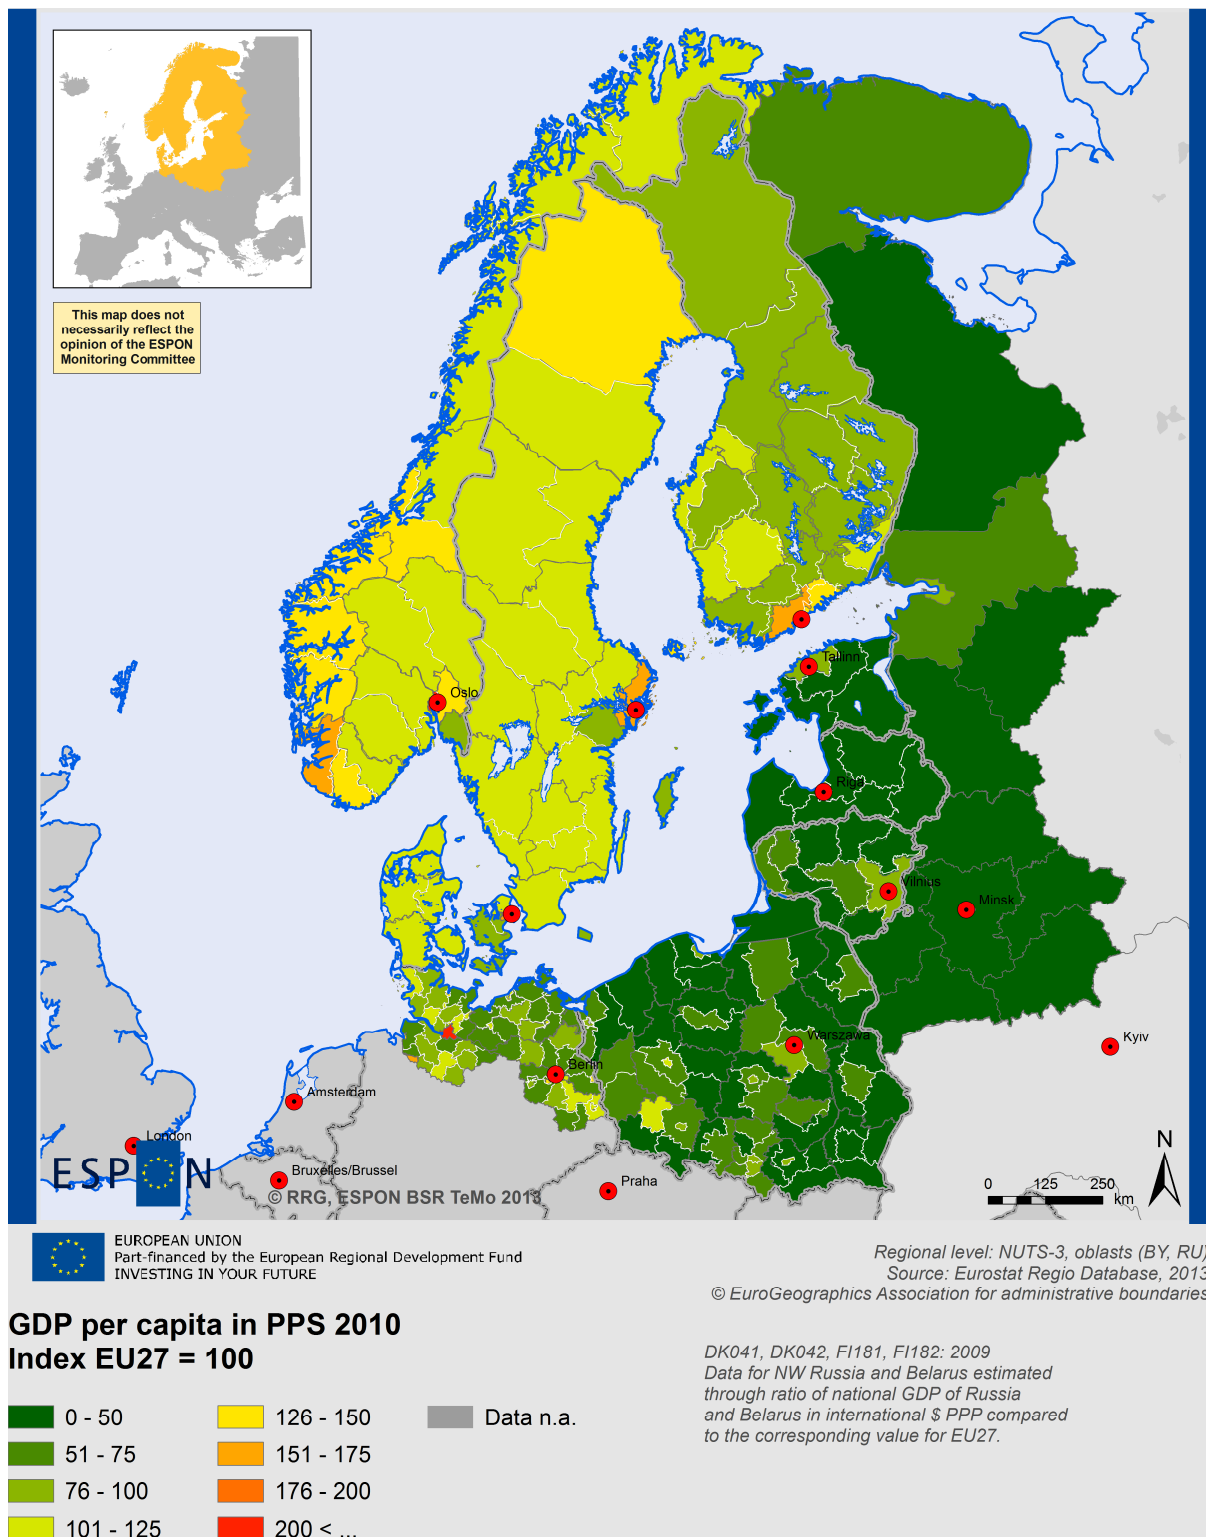 This map does not
necessarily reflect the
opinion of the ESPON
Monitoring Committee
Oslo
Tallinn
Riga
Vilnius
Minsk
Warszawa
Kyiv
Berlin
Amsterdam
London
Bruxelles/Brussel
Praha
ESPON
© RRG, ESPON BSR TeMo 2013
N
0 125 250
km
EUROPEAN UNION
Part-financed by the European Regional Development Fund
INVESTING IN YOUR FUTURE
Regional level: NUTS-3, oblasts (BY, RU)
Source: Eurostat Regio Database, 2013
© EuroGeographics Association for administrative boundaries
GDP per capita in PPS 2010
Index EU27 = 100
DK041, DK042, FI181, FI182: 2009
Data for NW Russia and Belarus estimated
through ratio of national GDP of Russia
and Belarus in international $ PPP compared
to the corresponding value for EU27.
0 - 50
51 - 75
76 - 100
101 - 125
126 - 150
151 - 175
176 - 200
200 < ...
Data n.a.